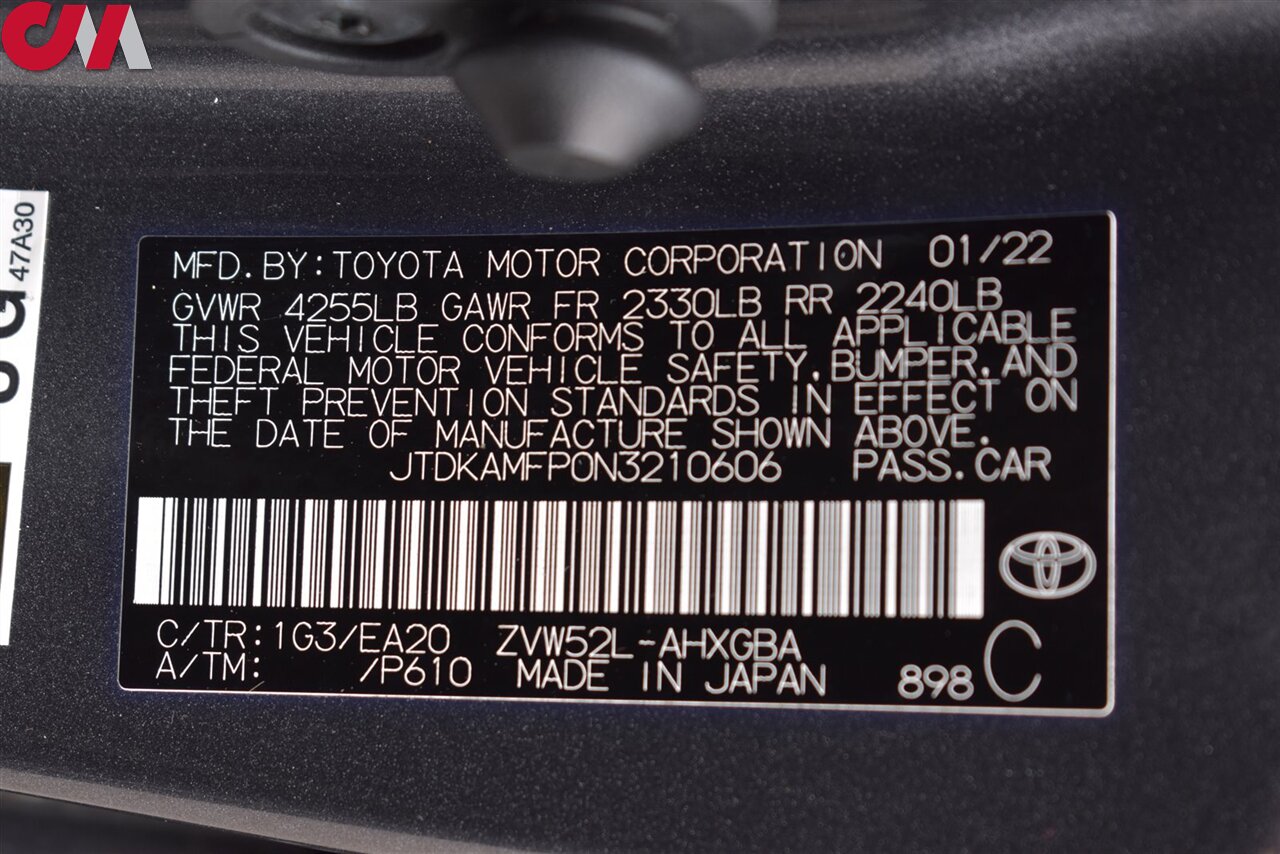 CM
47A30
MFD.BY:TOYOTA MOTOR CORPORATION 01/22
GVWR 4255LB GAWR FR 2330LB RR 2240LB
THIS VEHICLE CONFORMS TO ALL APPLICABLE
FEDERAL MOTOR VEHICLE SAFETY,BUMPER,AND
THEFT PREVENTION STANDARDS IN EFFECT ON
THE DATE OF MANUFACTURE SHOWN ABOVE.
JTDKAMFP0N3210606 PASS.CAR
C/TR:1G3/EA20 ZVW52L-AHXGBA
A/TM: /P610 MADE IN JAPAN 898 C